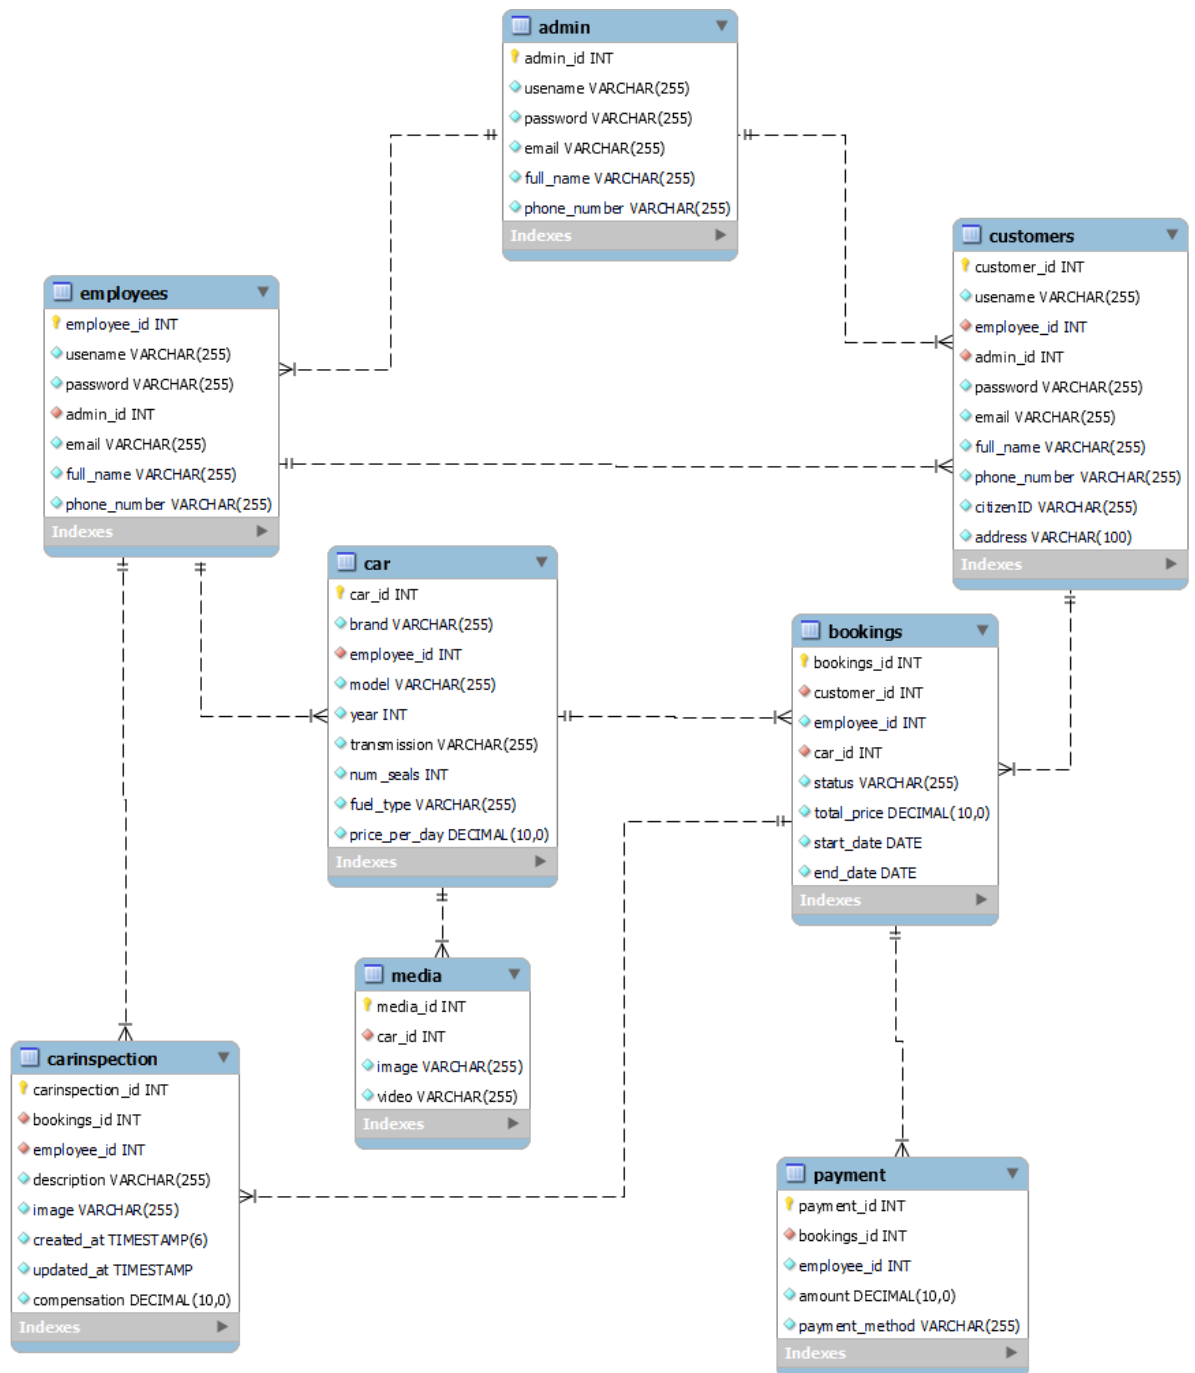 admin
admin_id INT
usename VARCHAR(255)
password VARCHAR(255)
email VARCHAR(255)
full_name VARCHAR(255)
phone_number VARCHAR(255)
Indexes
customers
customer_id INT
usename VARCHAR(255)
employee_id INT
admin_id INT
password VARCHAR(255)
email VARCHAR(255)
full_name VARCHAR(255)
phone_number VARCHAR(255)
citizenID VARCHAR(255)
address VARCHAR(100)
Indexes
employees
employee_id INT
usename VARCHAR(255)
password VARCHAR(255)
admin_id INT
email VARCHAR(255)
full_name VARCHAR(255)
phone_number VARCHAR(255)
Indexes
car
car_id INT
brand VARCHAR(255)
employee_id INT
model VARCHAR(255)
year INT
transmission VARCHAR(255)
num_seals INT
fuel_type VARCHAR(255)
price_per_day DECIMAL(10,0)
Indexes
bookings
bookings_id INT
customer_id INT
employee_id INT
car_id INT
status VARCHAR(255)
total_price DECIMAL(10,0)
start_date DATE
end_date DATE
Indexes
media
media_id INT
car_id INT
image VARCHAR(255)
video VARCHAR(255)
Indexes
carinspection
carinspection_id INT
bookings_id INT
employee_id INT
description VARCHAR(255)
image VARCHAR(255)
created_at TIMESTAMP(6)
updated_at TIMESTAMP
compensation DECIMAL(10,0)
Indexes
payment
payment_id INT
bookings_id INT
employee_id INT
amount DECIMAL(10,0)
payment_method VARCHAR(255)
Indexes